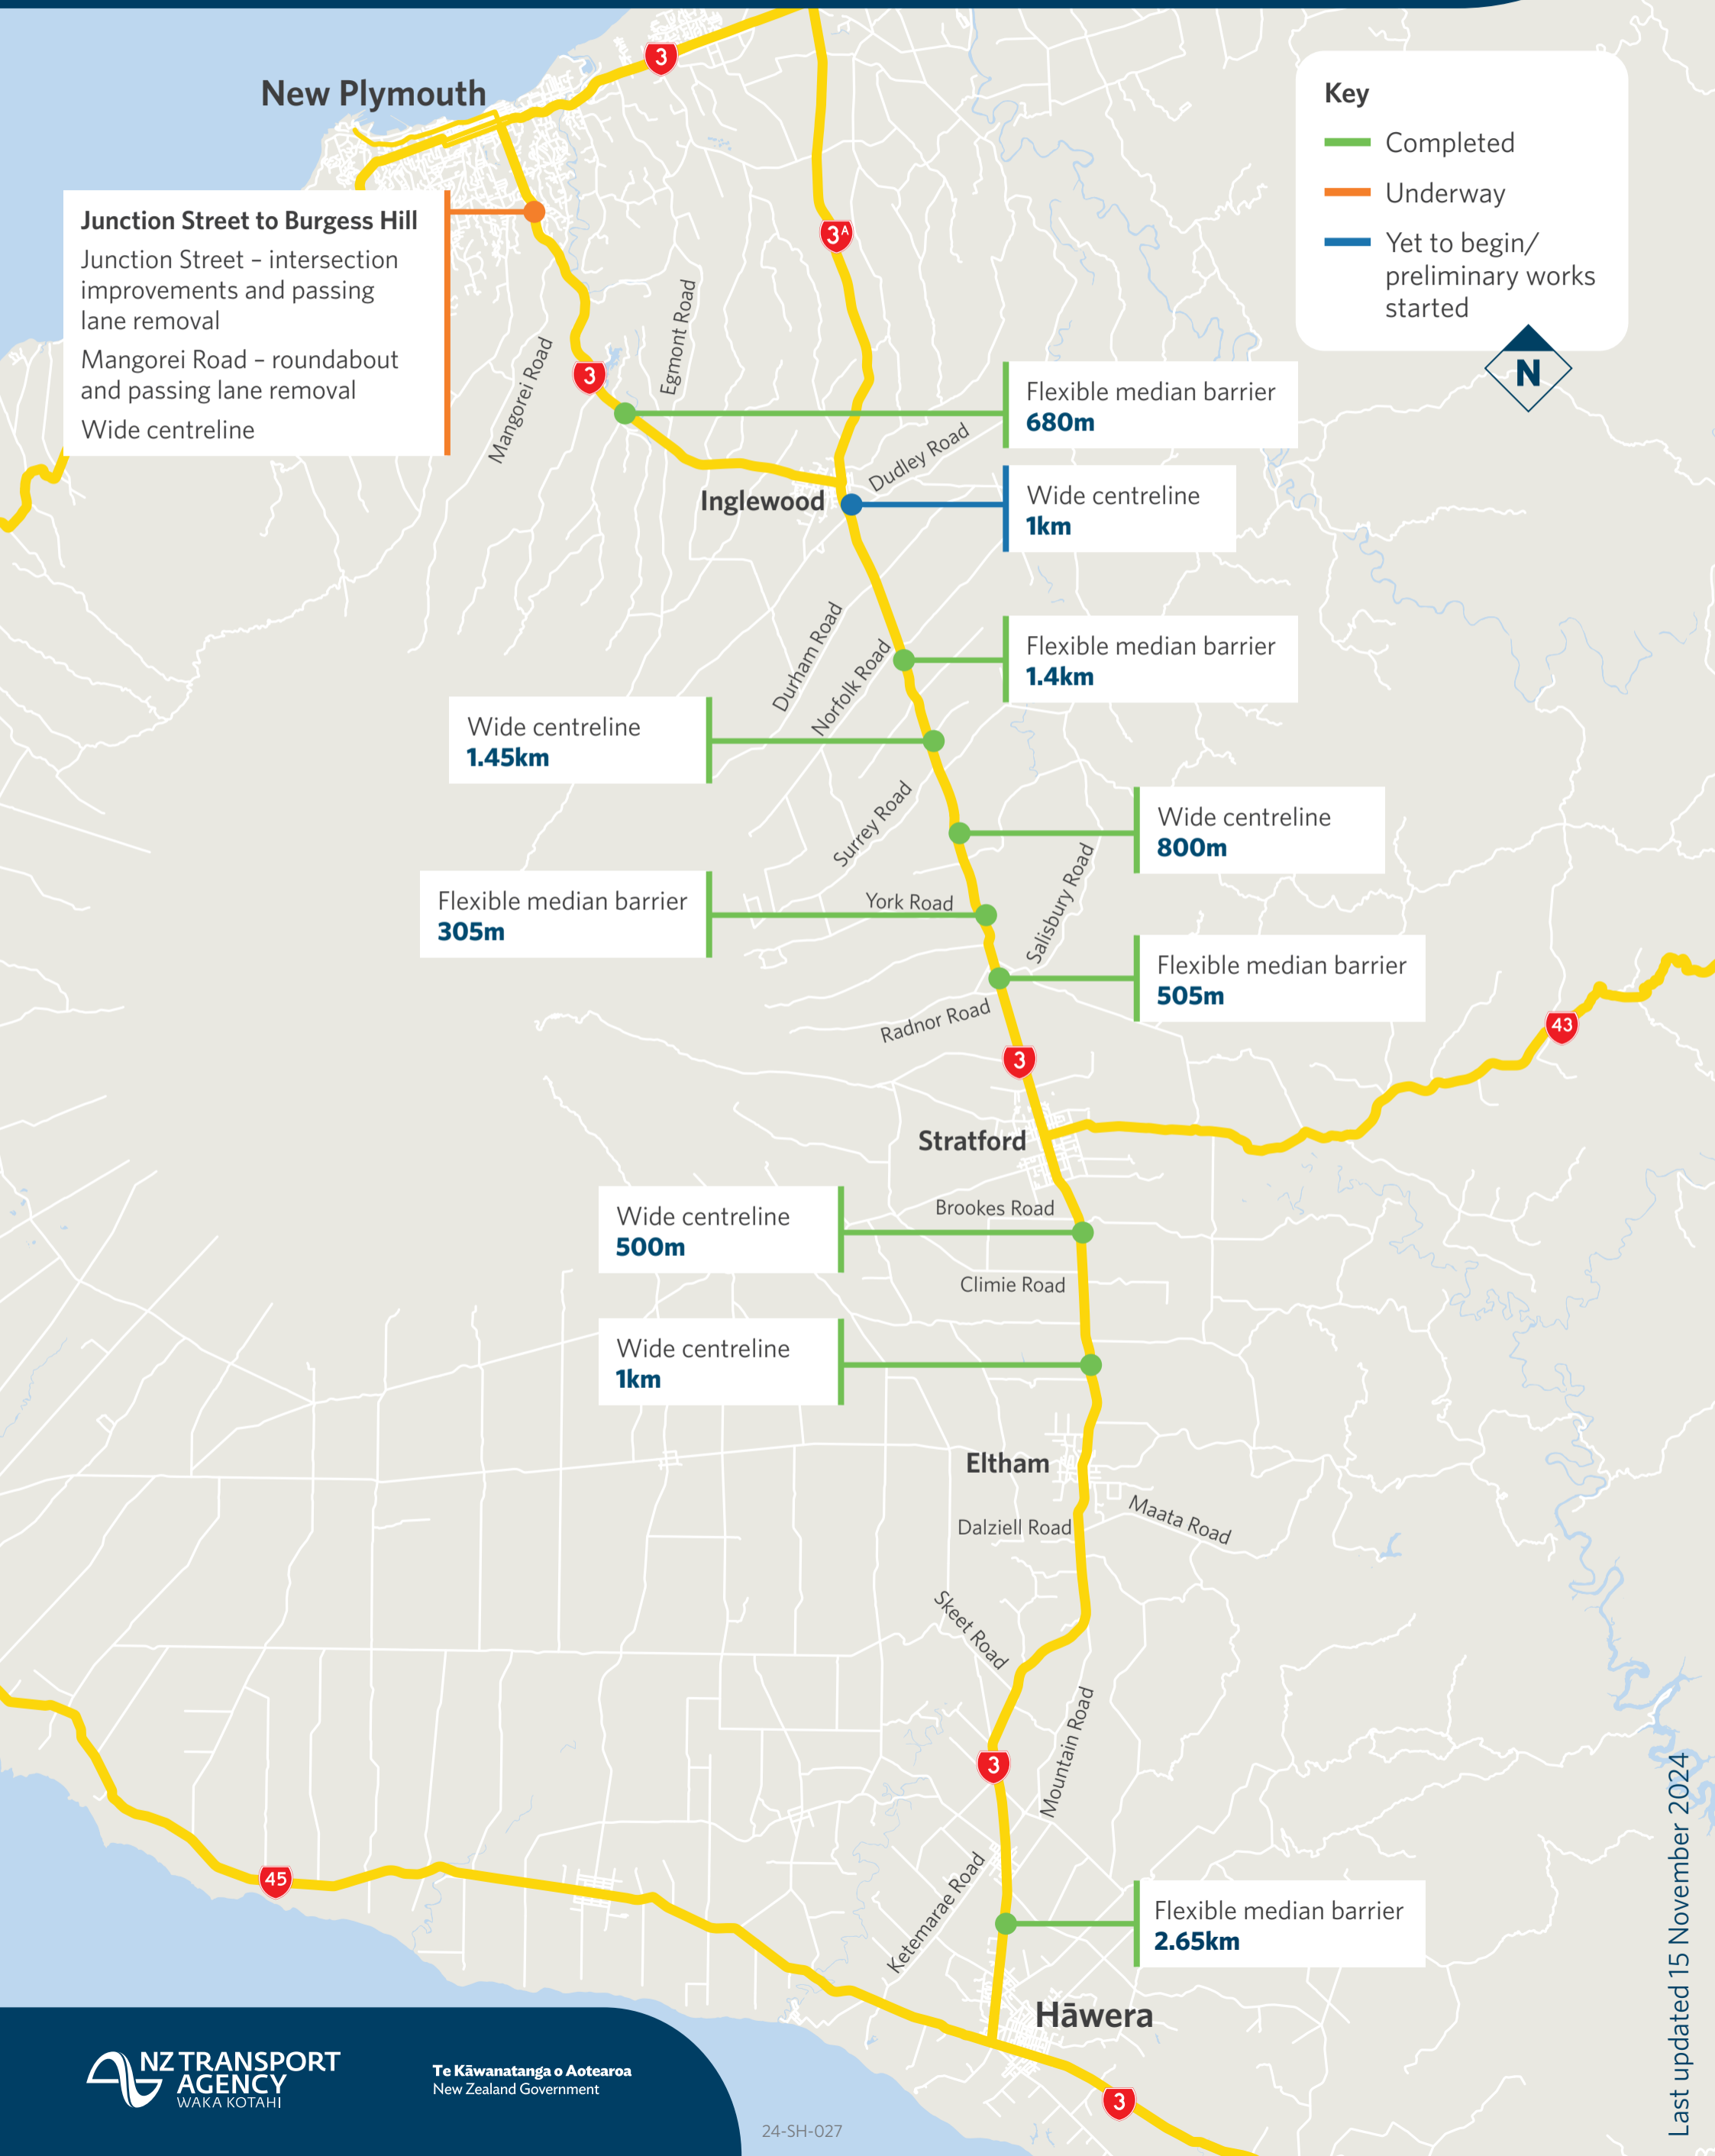 New Plymouth
3
Key
Completed
Underway
Yet to begin/
preliminary works
started
N
Junction Street to Burgess Hill
Junction Street – intersection
improvements and passing
lane removal
Mangorei Road – roundabout
and passing lane removal
Wide centreline
3A
Egmont Road
Mangorei Road
3
Flexible median barrier
680m
Dudley Road
Inglewood
Wide centreline
1km
Durham Road
Norfolk Road
Flexible median barrier
1.4km
Wide centreline
1.45km
Surrey Road
Wide centreline
800m
Salisbury Road
York Road
Flexible median barrier
305m
Flexible median barrier
505m
Radnor Road
43
3
Stratford
Brookes Road
Wide centreline
500m
Climie Road
Wide centreline
1km
Eltham
Maata Road
Dalziell Road
Skeet Road
Mountain Road
3
45
Ketemarae Road
Flexible median barrier
2.65km
Hāwera
3
Last updated 15 November 2024
NZ TRANSPORT
AGENCY
WAKA KOTAHI
Te Kāwanatanga o Aotearoa
New Zealand Government
24-SH-027